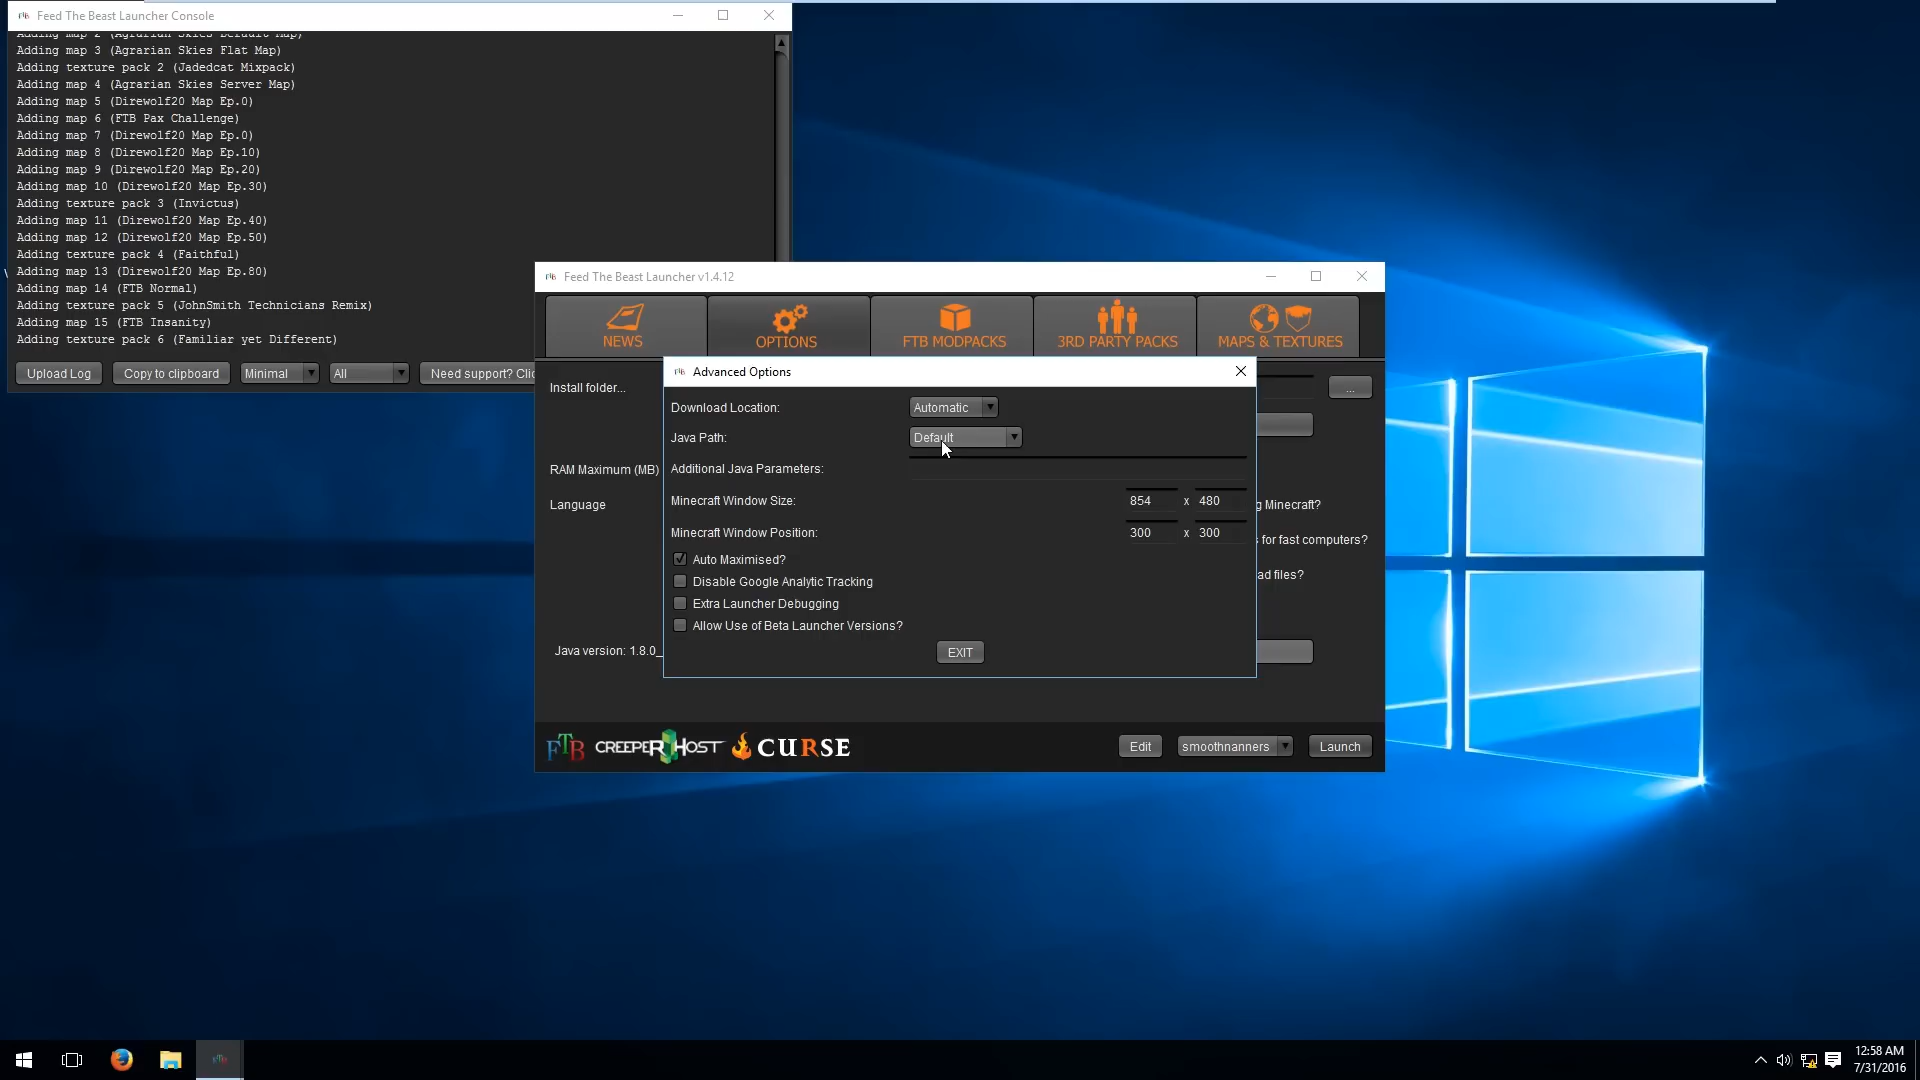 Feed The Beast Launcher Console
Adding map 2 (Agrarian Skies Default Map)
Adding map 3 (Agrarian Skies Flat Map)
Adding texture pack 2 (Jadedcat Mixpack)
Adding map 4 (Agrarian Skies Server Map)
Adding map 5 (Direwolf20 Map Ep.0)
Adding map 6 (FTB Pax Challenge)
Adding map 7 (Direwolf20 Map Ep.0)
Adding map 8 (Direwolf20 Map Ep.10)
Adding map 9 (Direwolf20 Map Ep.20)
Adding map 10 (Direwolf20 Map Ep.30)
Adding texture pack 3 (Invictus)
Adding map 11 (Direwolf20 Map Ep.40)
Adding map 12 (Direwolf20 Map Ep.50)
Adding texture pack 4 (Faithful)
Adding map 13 (Direwolf20 Map Ep.80)
Adding map 14 (FTB Normal)
Adding texture pack 5 (JohnSmith Technicians Remix)
Adding map 15 (FTB Insanity)
Adding texture pack 6 (Familiar yet Different)
Upload Log Copy to clipboard Minimal All Need support? Clic
Feed The Beast Launcher v1.4.12
NEWS OPTIONS FTB MODPACKS 3RD PARTY PACKS MAPS & TEXTURES
Install folder... ...
RAM Maximum (MB)
Language g Minecraft?
s for fast computers?
ad files?
Java version: 1.8.0_
Advanced Options
Download Location: Automatic
Java Path: Default
Additional Java Parameters:
Minecraft Window Size: 854 x 480
Minecraft Window Position: 300 x 300
Auto Maximised?
Disable Google Analytic Tracking
Extra Launcher Debugging
Allow Use of Beta Launcher Versions?
EXIT
FTB CREEPERHOST CURSE Edit smoothnanners Launch
12:58 AM
7/31/2016